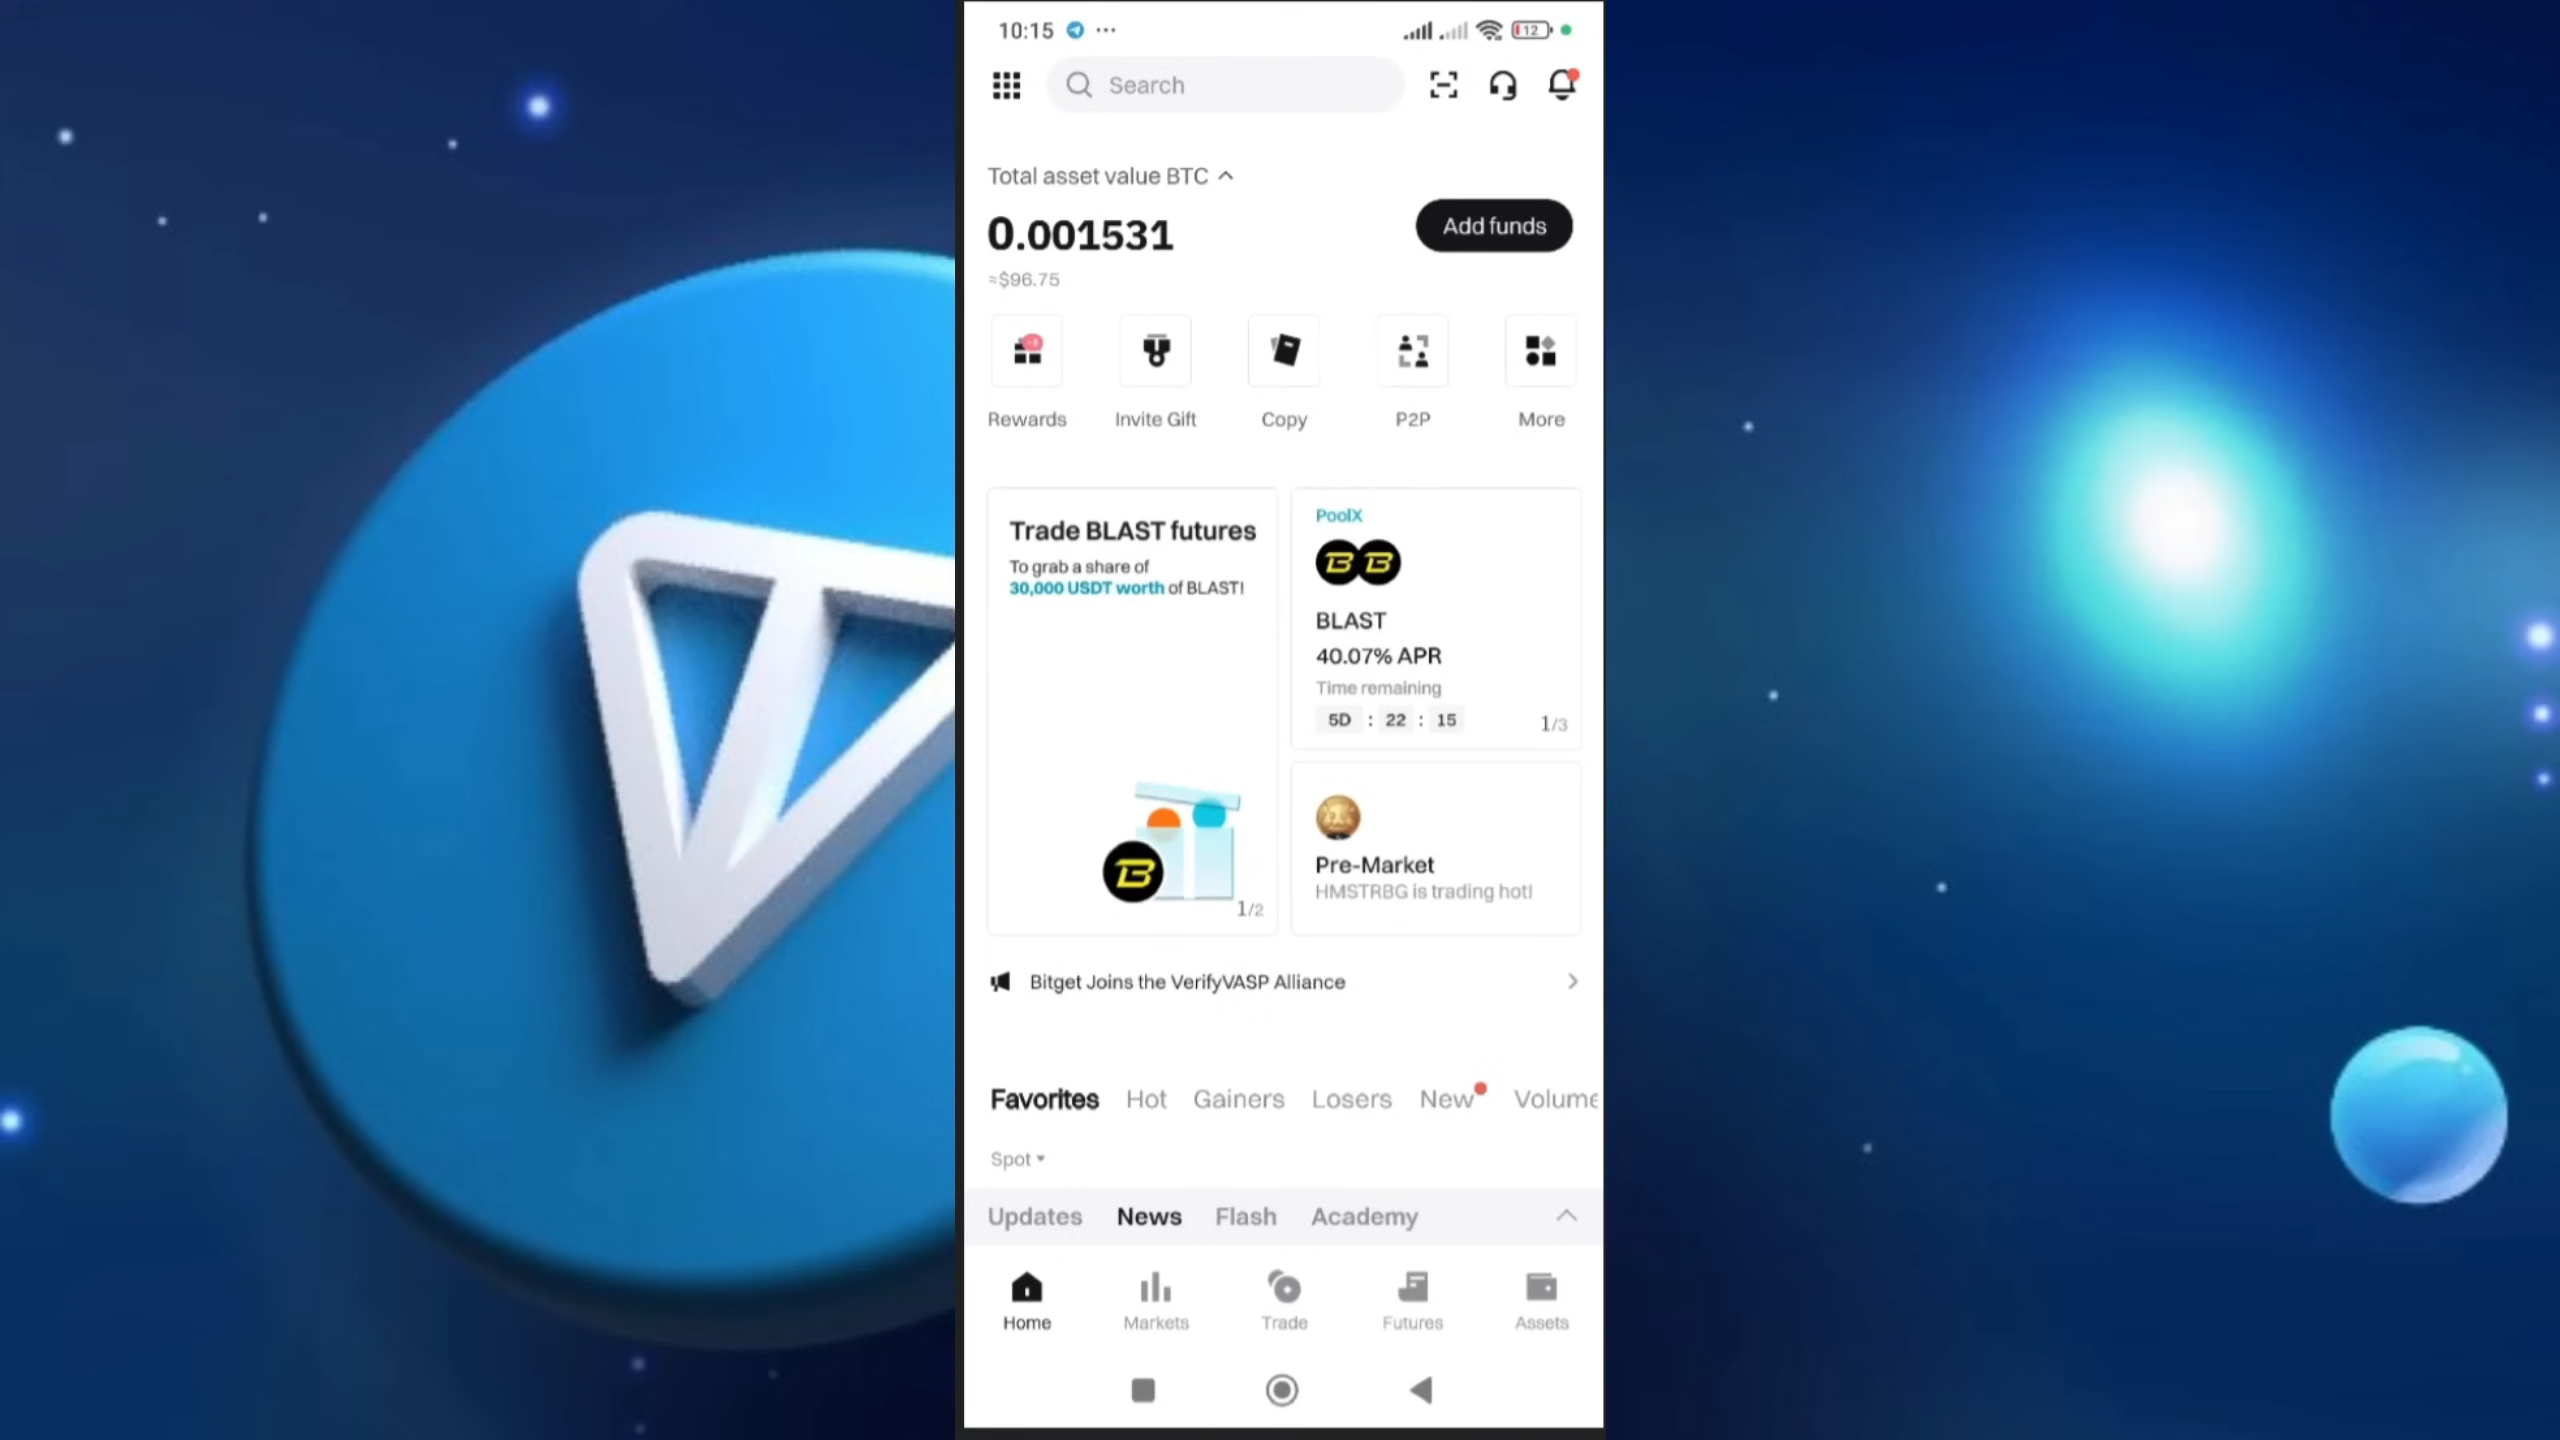 10:15
12
Search
Total asset value BTC
0.001531
Add funds
≈$96.75
Rewards
Invite Gift
Copy
P2P
More
Trade BLAST futures
To grab a share of
30,000 USDT worth of BLAST!
1/2
PoolX
BLAST
40.07% APR
Time remaining
5D : 22 : 15
1/3
Pre-Market
HMSTRBG is trading hot!
Bitget Joins the VerifyVASP Alliance
Favorites Hot Gainers Losers New Volume
Spot
Updates News Flash Academy
Home Markets Trade Futures Assets